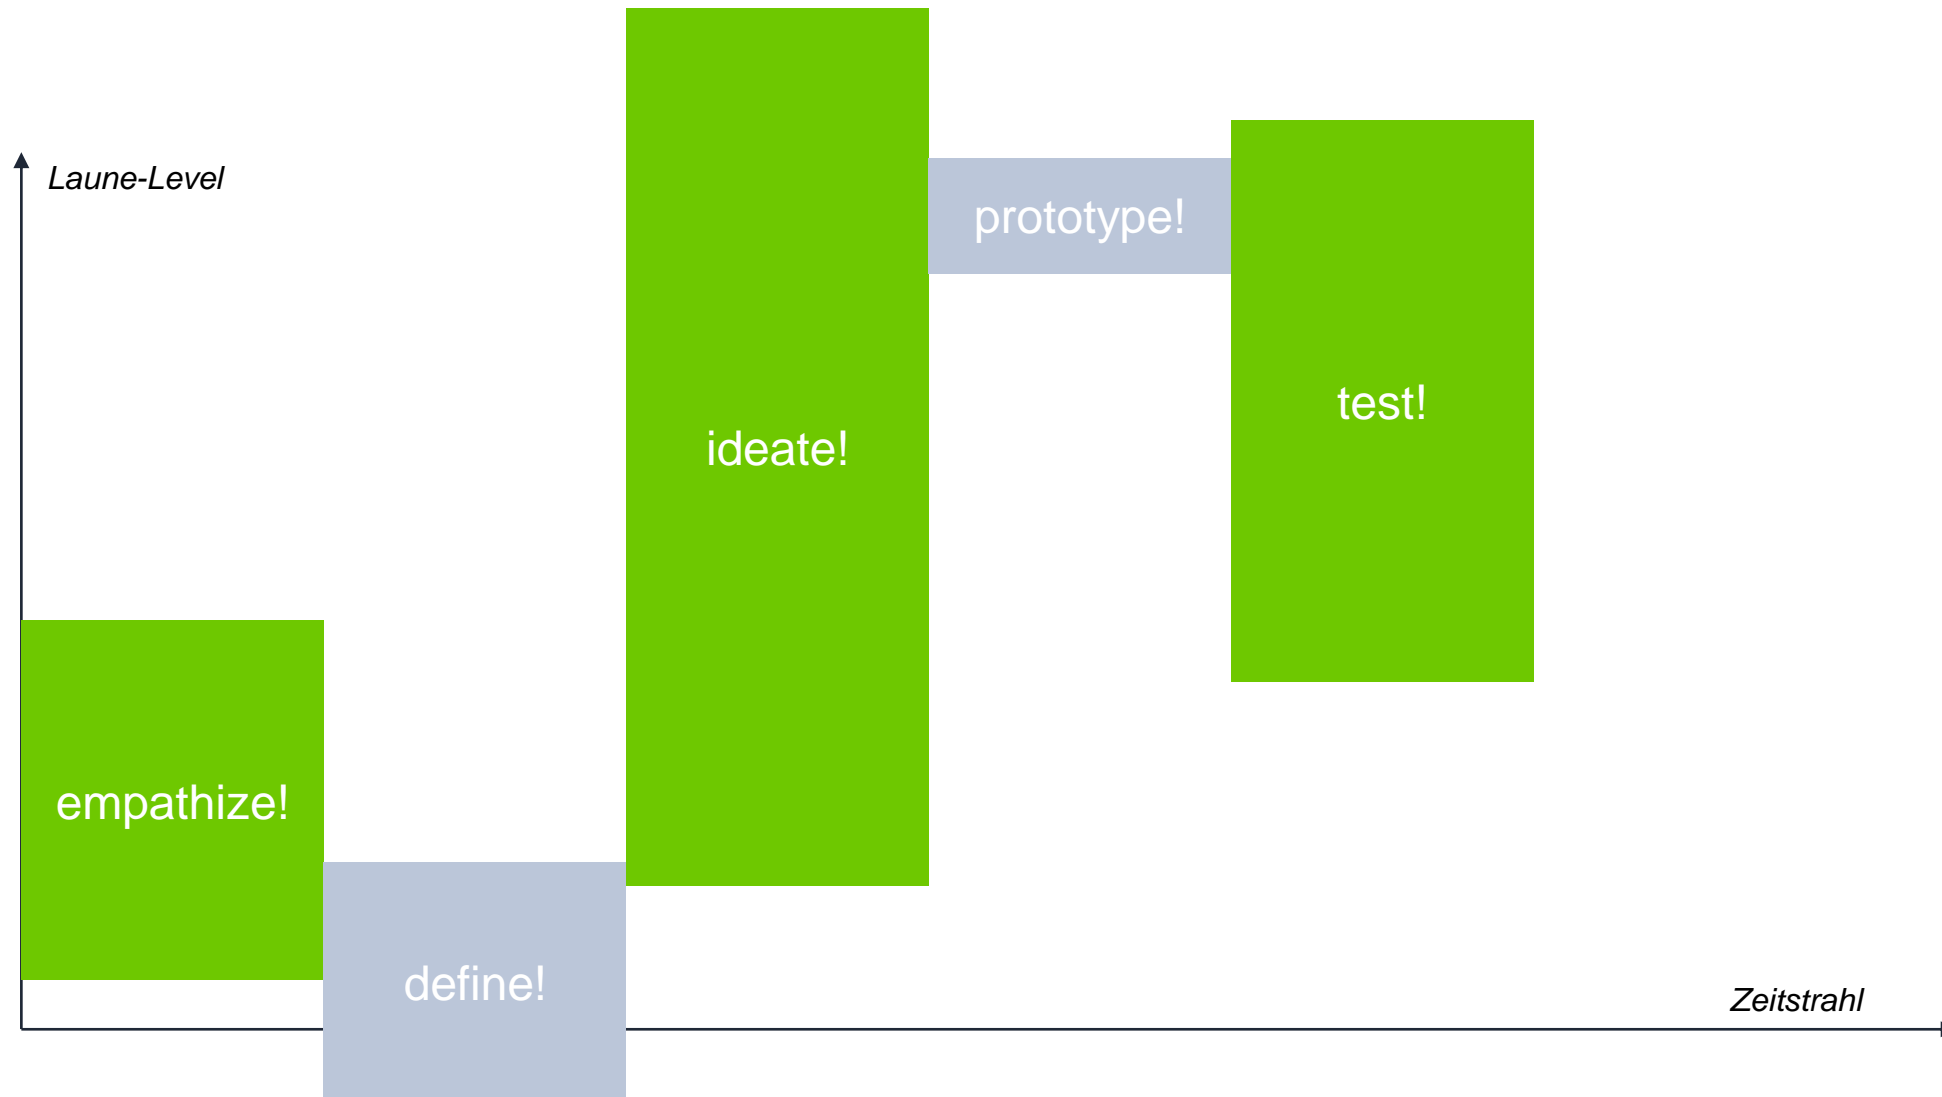 Laune-Level
empathize!
define!
ideate!
prototype!
test!
Zeitstrahl